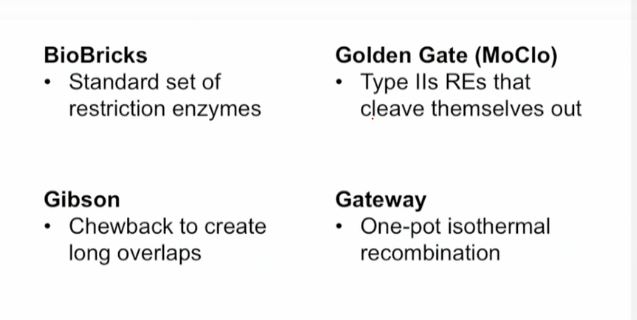 BioBricks
• Standard set of
restriction enzymes
Golden Gate (MoClo)
• Type IIs REs that
cleave themselves out
Gibson
• Chewback to create
long overlaps
Gateway
• One-pot isothermal
recombination